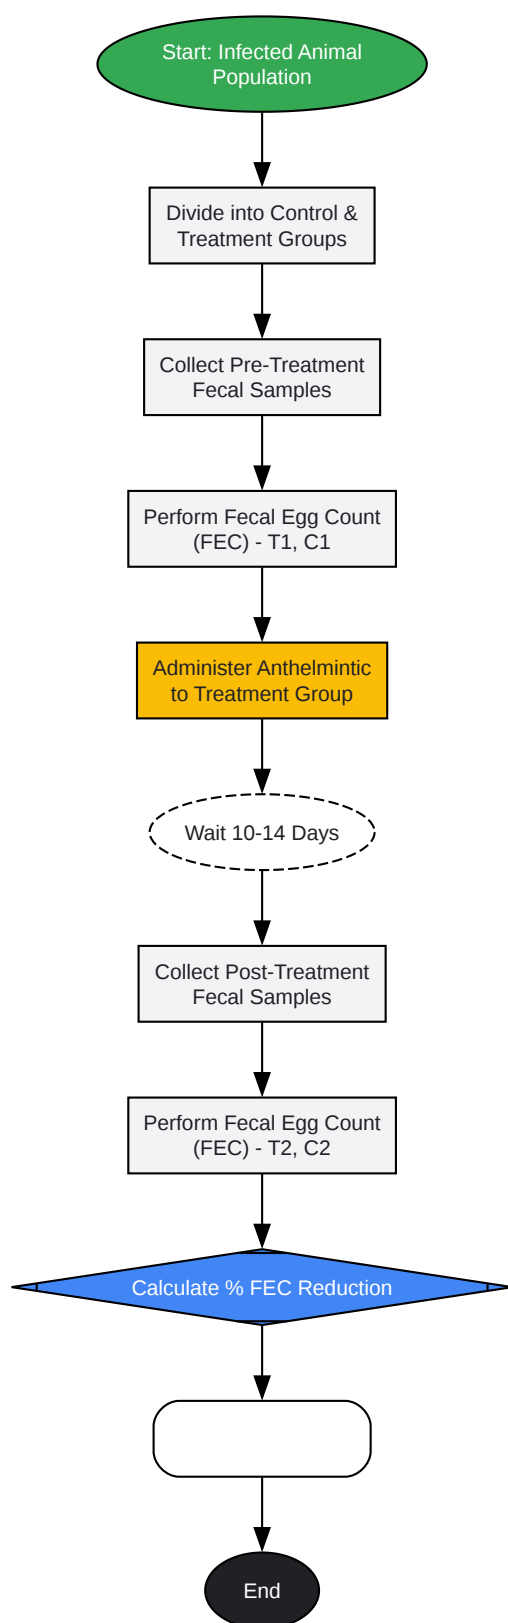 Start: Infected Animal
Population
Divide into Control &
Treatment Groups
Collect Pre-Treatment
Fecal Samples
Perform Fecal Egg Count
(FEC) - T1, C1
Administer Anthelmintic
to Treatment Group
Wait 10-14 Days
Collect Post-Treatment
Fecal Samples
Perform Fecal Egg Count
(FEC) - T2, C2
Calculate % FEC Reduction
End